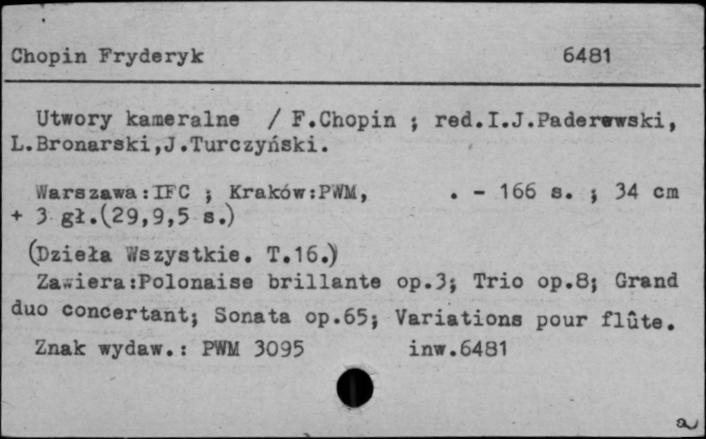 Chopin Fryderyk 6481
Utwory kameralne / F.Chopin ; red.I.J.Paderewski,
L.Bronarski,J.Turczyński.
Warszawa:IFC ; Kraków:PWM, . - 166 s. ; 34 cm
+ 3 gł.(29,9,5 s.)
(Dzieła Wszystkie. T.16.)
Zawiera:Polonaise brillante op.3; Trio op.8; Grand
duo concertant; Sonata op.65; Variations pour flûte.
Znak wydaw.: PWM 3095 inw.6481
a